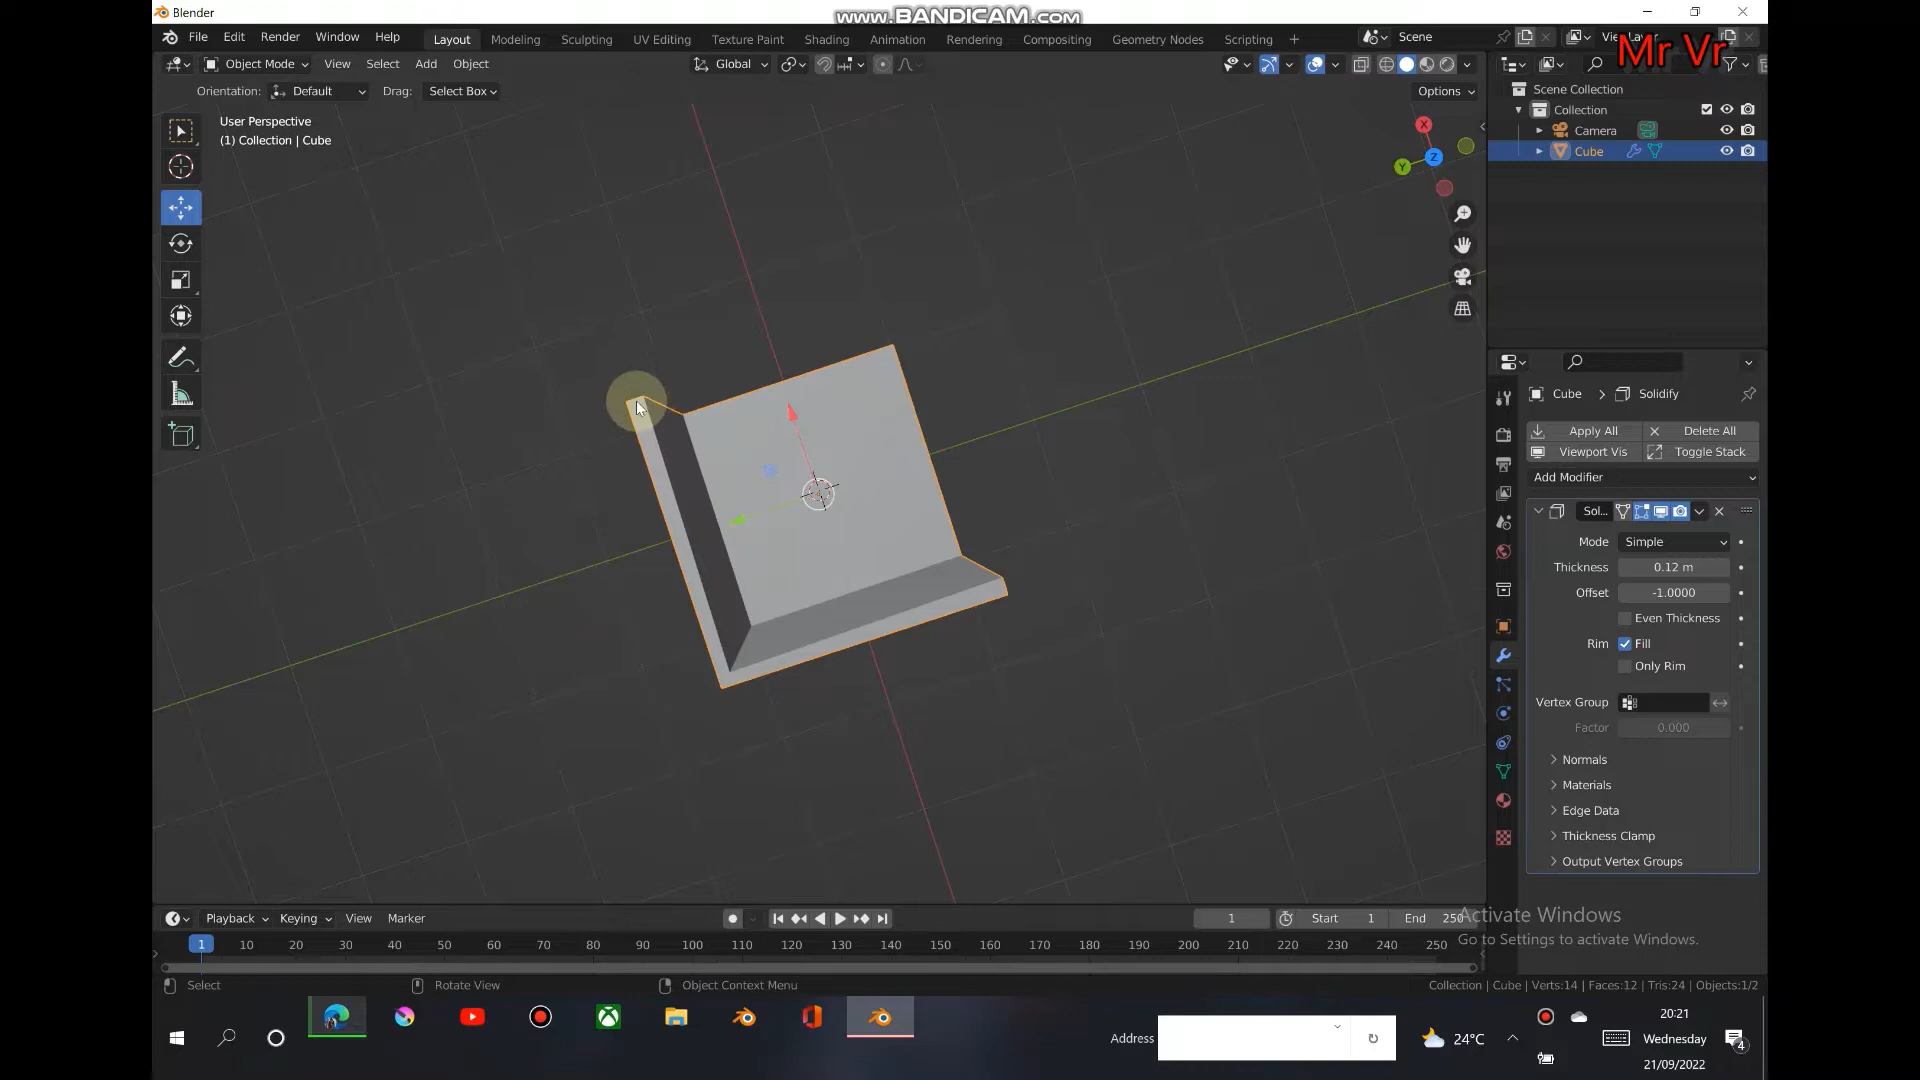 Blender
www.BANDICAM.com
File Edit Render Window Help
Layout Modeling Sculpting UV Editing Texture Paint Shading Animation Rendering Compositing Geometry Nodes Scripting +
Scene
Mr Vr
Object Mode View Select Add Object
Global
Orientation: Default Drag: Select Box
Options
User Perspective
(1) Collection | Cube
X
Y
Z
Scene Collection
Collection
Camera
Cube
Cube > Solidify
Apply All Delete All
Viewport Vis Toggle Stack
Add Modifier
Sol...
Mode Simple
Thickness 0.12 m
Offset -1.0000
Even Thickness
Rim Fill
Only Rim
Vertex Group
Factor 0.000
Normals
Materials
Edge Data
Thickness Clamp
Output Vertex Groups
Playback Keying View Marker
1 Start 1 End 250
1 10 20 30 40 50 60 70 80 90 100 110 120 130 140 150 160 170 180 190 200 210 220 230 240 250
Activate Windows
Go to Settings to activate Windows.
Select Rotate View Object Context Menu
Collection | Cube | Verts:14 | Faces:12 | Tris:24 | Objects:1/2
Address
24°C
20:21
Wednesday
21/09/2022
4